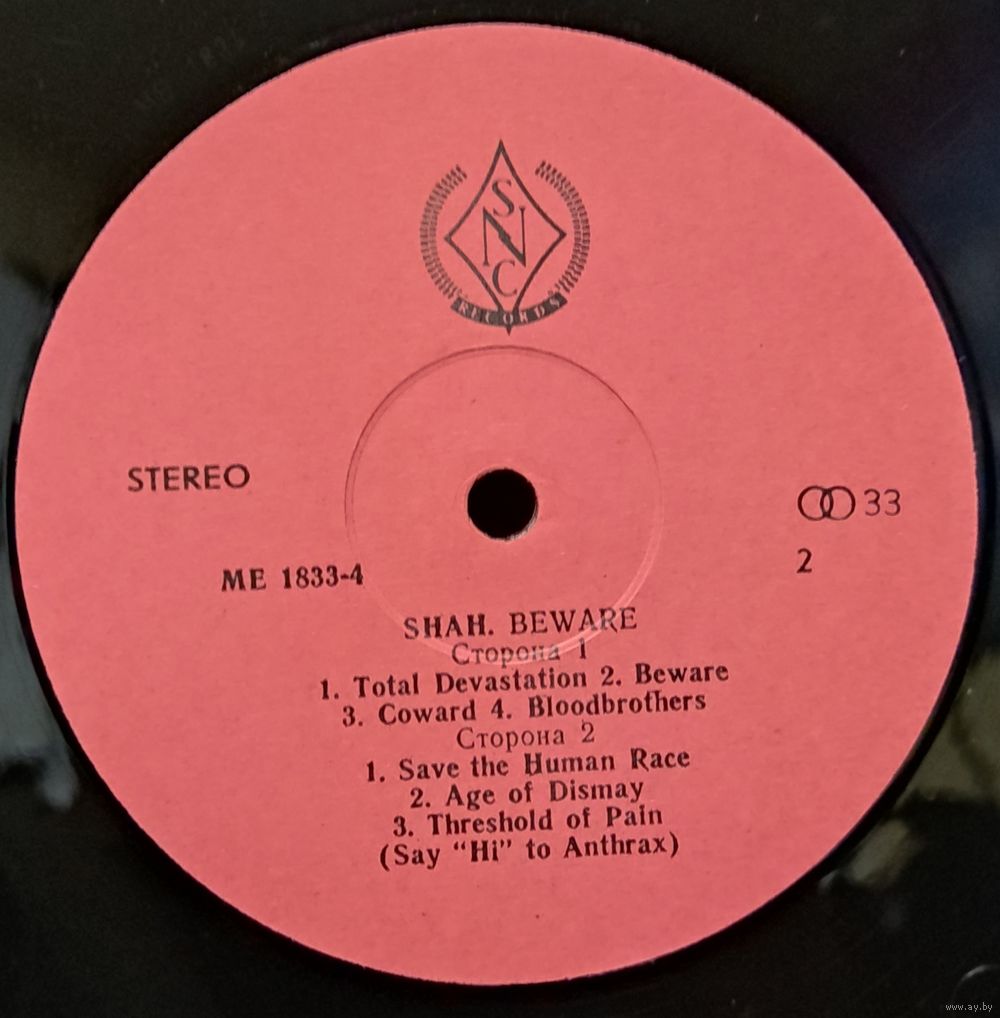 SNC
RECORDS
STEREO
33
ME 1833-4
2
SHAH. BEWARE
Сторона 1
1. Total Devastation 2. Beware
3. Coward 4. Bloodbrothers
Сторона 2
1. Save the Human Race
2. Age of Dismay
3. Threshold of Pain
(Say “Hi” to Anthrax)
www.ay.by